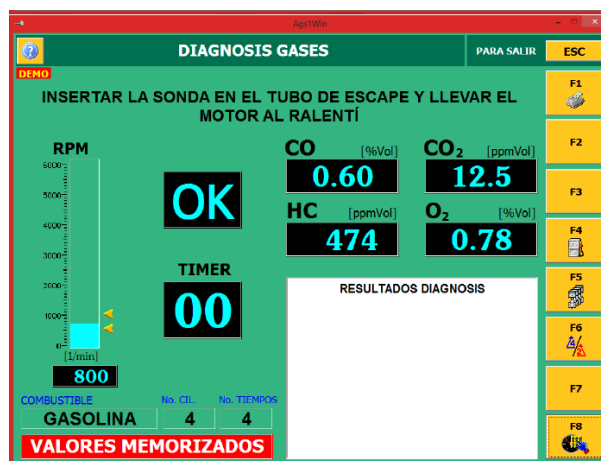 Ags1Win
DIAGNOSIS GASES
PARA SALIR
ESC
DEMO
INSERTAR LA SONDA EN EL TUBO DE ESCAPE Y LLEVAR EL
MOTOR AL RALENTÍ
RPM
6000
5000
4000
3000
2000
1000
0
[1/min]
800
OK
TIMER
00
CO [%Vol]
0.60
CO₂ [ppmVol]
12.5
HC [ppmVol]
474
O₂ [%Vol]
0.78
RESULTADOS DIAGNOSIS
COMBUSTIBLE
GASOLINA
No. CIL.
4
No. TIEMPOS
4
VALORES MEMORIZADOS
F1
F2
F3
F4
F5
F6
F7
F8